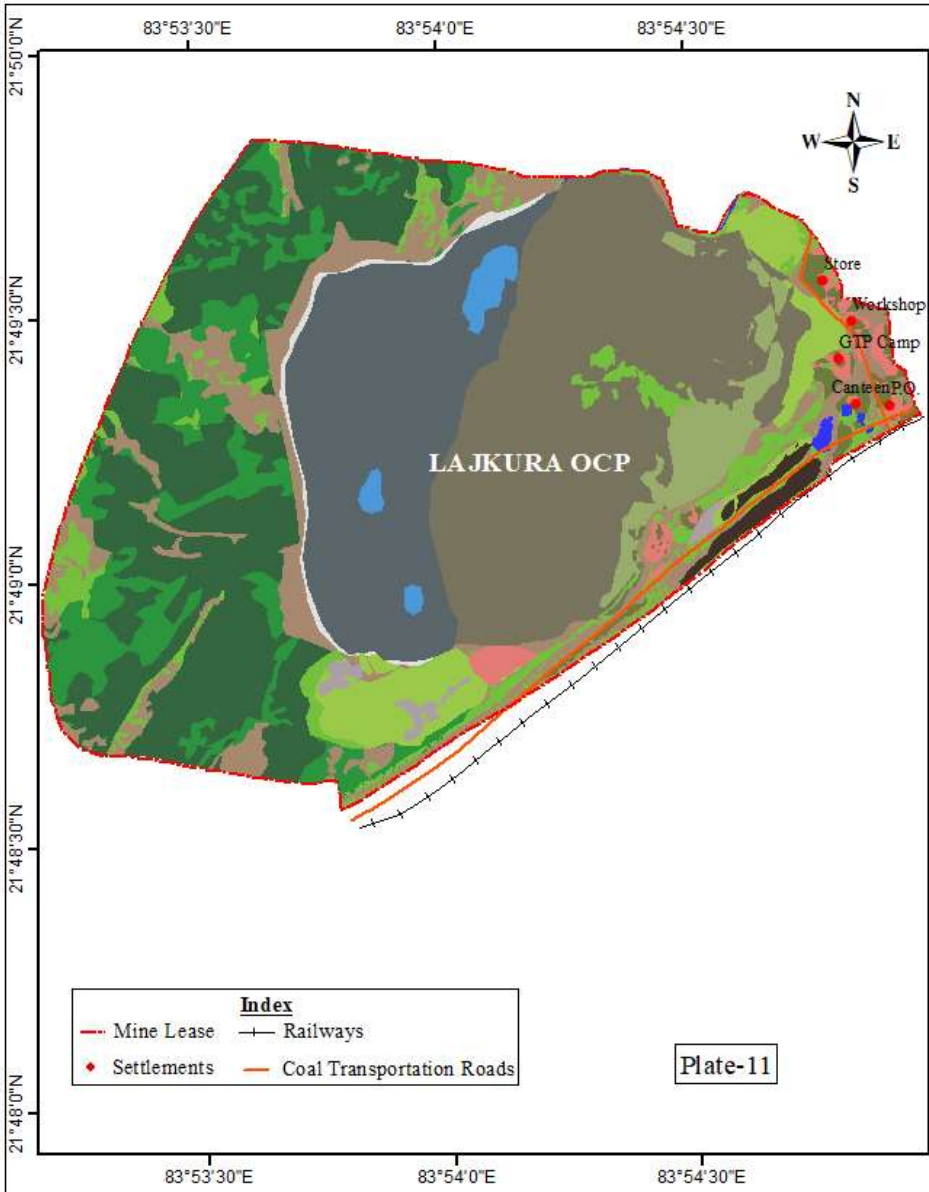 83°53'30"E 83°54'0"E 83°54'30"E
21°50'0"N
N
W E
S
Store
21°49'30"N
Workshop
GTP Camp
Canteen P.O.
LAJKURA OCP
21°49'0"N
21°48'30"N
Index
Mine Lease Railways
Settlements Coal Transportation Roads
Plate-11
21°48'0"N
83°53'30"E 83°54'0"E 83°54'30"E